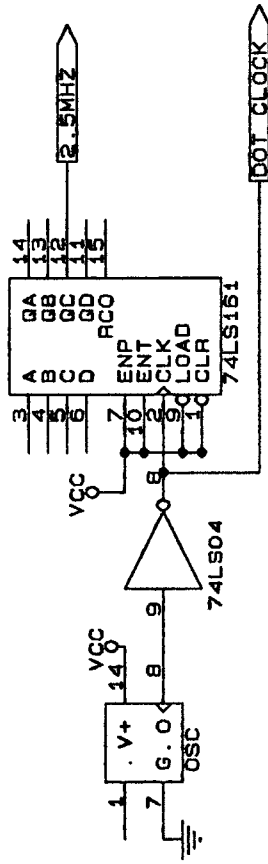 VCC
1
14
. V+
G. O
7
8
OSC
9
8
74LS04
VCC
3
A
QA
14
4
B
QB
13
5
C
QC
12
2.5MHZ
6
D
QD
11
RCO
15
7
ENP
10
ENT
2
CLK
9
LOAD
1
CLR
74LS161
DOT CLOCK